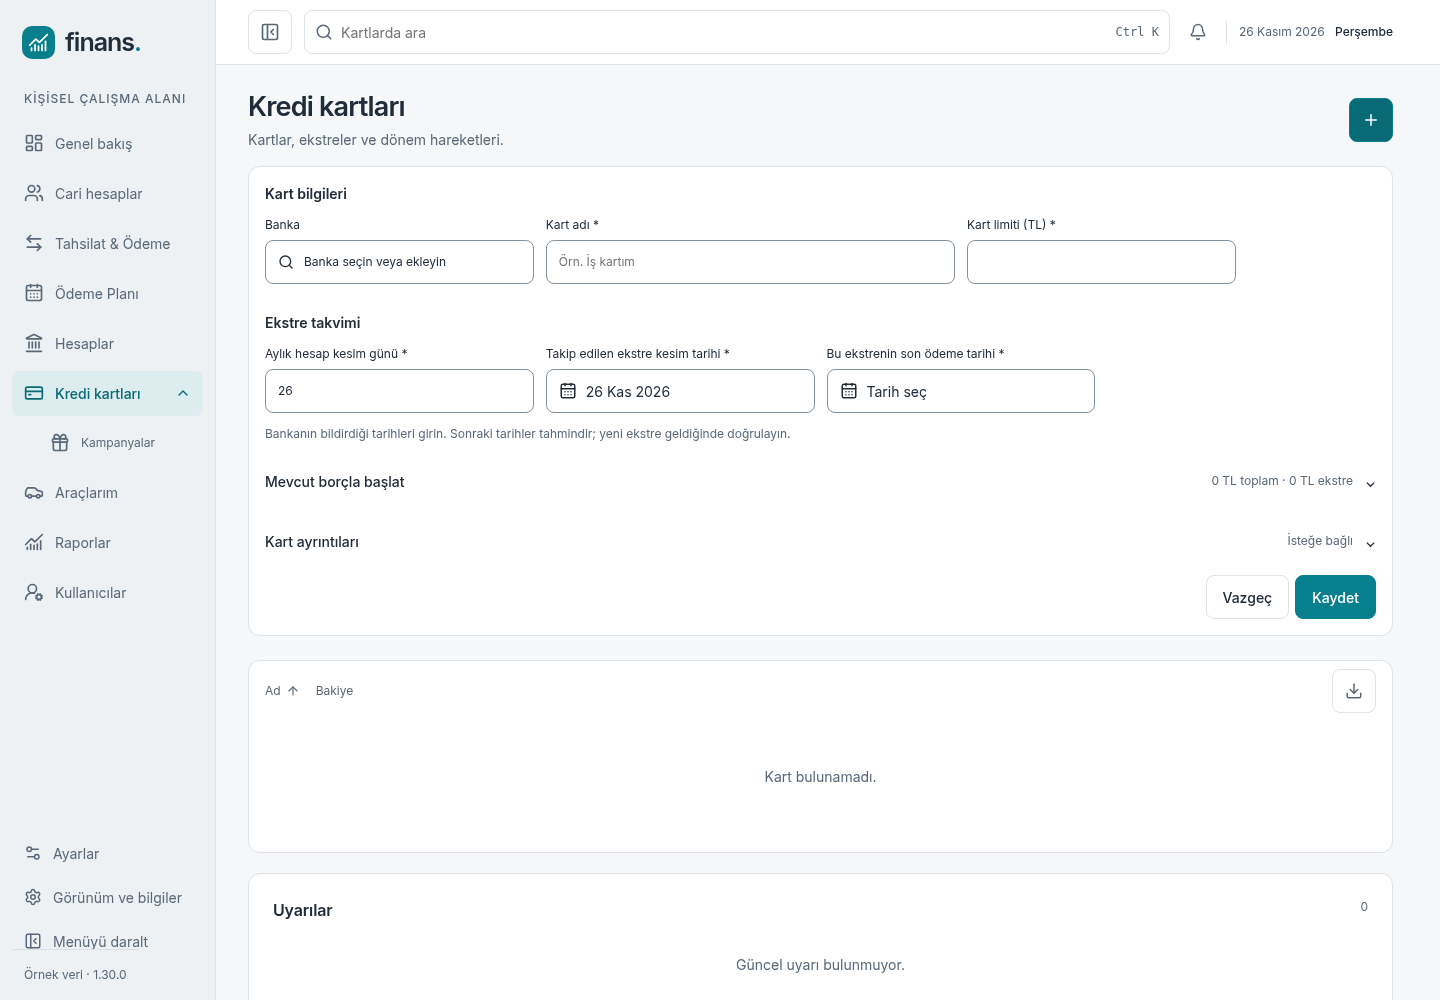 finans.
Kartlarda ara
Ctrl K
26 Kasım 2026 Perşembe
KİŞİSEL ÇALIŞMA ALANI
Genel bakış
Cari hesaplar
Tahsilat & Ödeme
Ödeme Planı
Hesaplar
Kredi kartları
Kampanyalar
Araçlarım
Raporlar
Kullanıcılar
Ayarlar
Görünüm ve bilgiler
Menüyü daralt
Örnek veri · 1.30.0
Kredi kartları
Kartlar, ekstreler ve dönem hareketleri.
Kart bilgileri
Banka
Kart adı *
Kart limiti (TL) *
Banka seçin veya ekleyin
Örn. İş kartım
Ekstre takvimi
Aylık hesap kesim günü *
Takip edilen ekstre kesim tarihi *
Bu ekstrenin son ödeme tarihi *
26
26 Kas 2026
Tarih seç
Bankanın bildirdiği tarihleri girin. Sonraki tarihler tahmindir; yeni ekstre geldiğinde doğrulayın.
Mevcut borçla başlat
0 TL toplam · 0 TL ekstre
Kart ayrıntıları
İsteğe bağlı
Vazgeç
Kaydet
Ad
Bakiye
Kart bulunamadı.
Uyarılar
0
Güncel uyarı bulunmuyor.